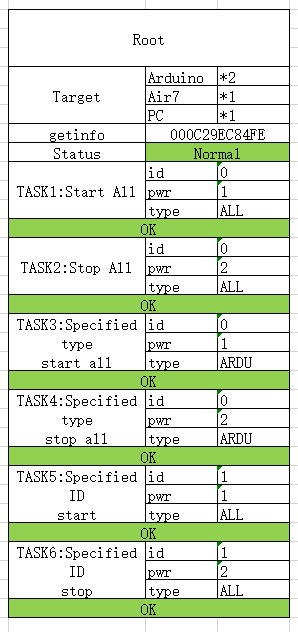 Root
Target
Arduino *2
Air7 *1
PC *1
getinfo 000C29EC84FE
Status Normal
TASK1:Start All
id 0
pwr 1
type ALL
OK
TASK2:Stop All
id 0
pwr 2
type ALL
OK
TASK3:Specified
type
start all
id 0
pwr 1
type ARDU
OK
TASK4:Specified
type
stop all
id 0
pwr 2
type ARDU
OK
TASK5:Specified
ID
start
id 1
pwr 1
type ALL
OK
TASK6:Specified
ID
stop
id 1
pwr 2
type ALL
OK